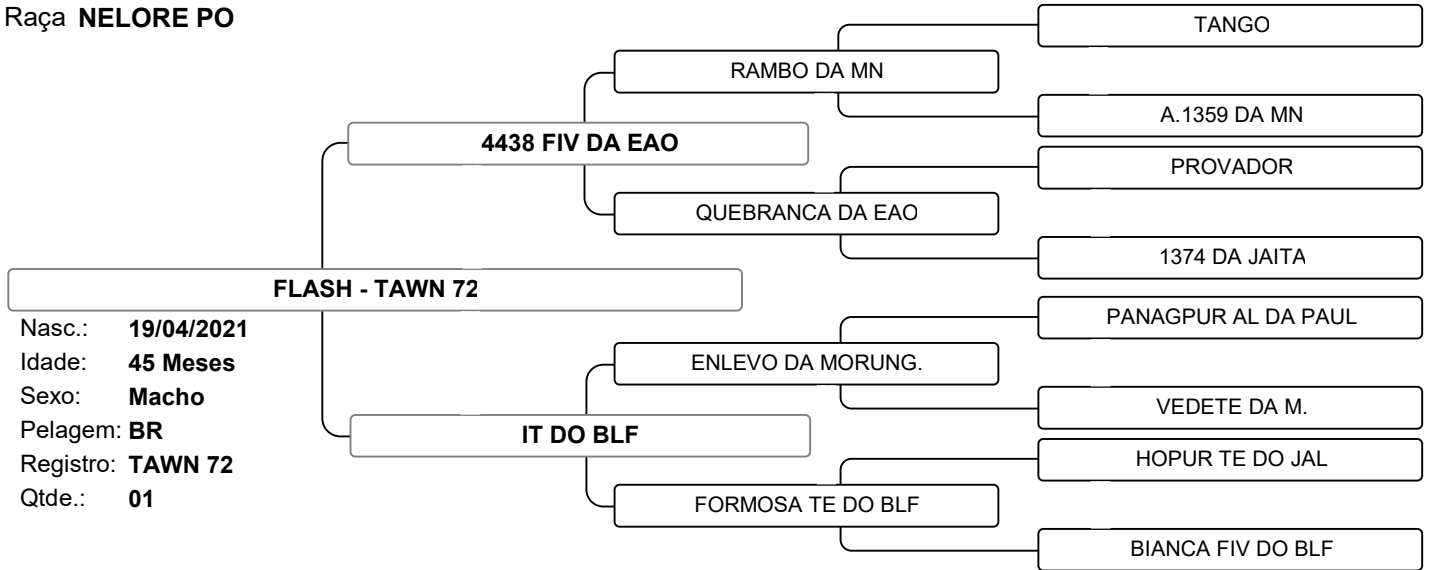 Raça NELORE PO
TANGO
RAMBO DA MN
A.1359 DA MN
4438 FIV DA EAO
PROVADOR
QUEBRANCA DA EAO
1374 DA JAITA
FLASH - TAWN 72
Nasc.: 19/04/2021
Idade: 45 Meses
Sexo: Macho
Pelagem: BR
Registro: TAWN 72
Qtde.: 01
PANAGPUR AL DA PAUL
ENLEVO DA MORUNG.
VEDETE DA M.
IT DO BLF
HOPUR TE DO JAL
FORMOSA TE DO BLF
BIANCA FIV DO BLF